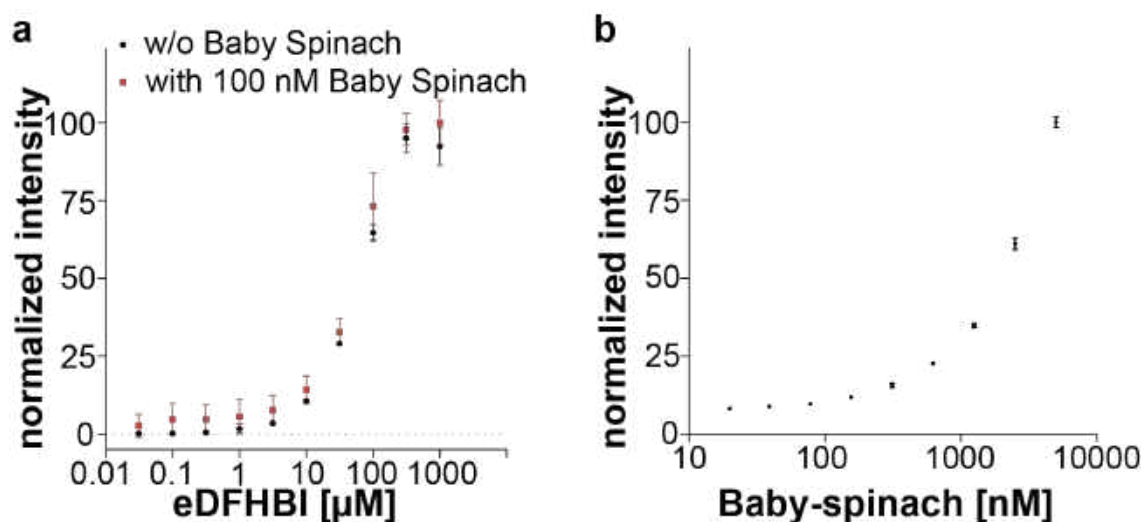 a
w/o Baby Spinach
with 100 nM Baby Spinach
normalized intensity
100
75
50
25
0
0.01 0.1 1 10 100 1000
eDFHBI [µM]
b
normalized intensity
100
75
50
25
0
10 100 1000 10000
Baby-spinach [nM]